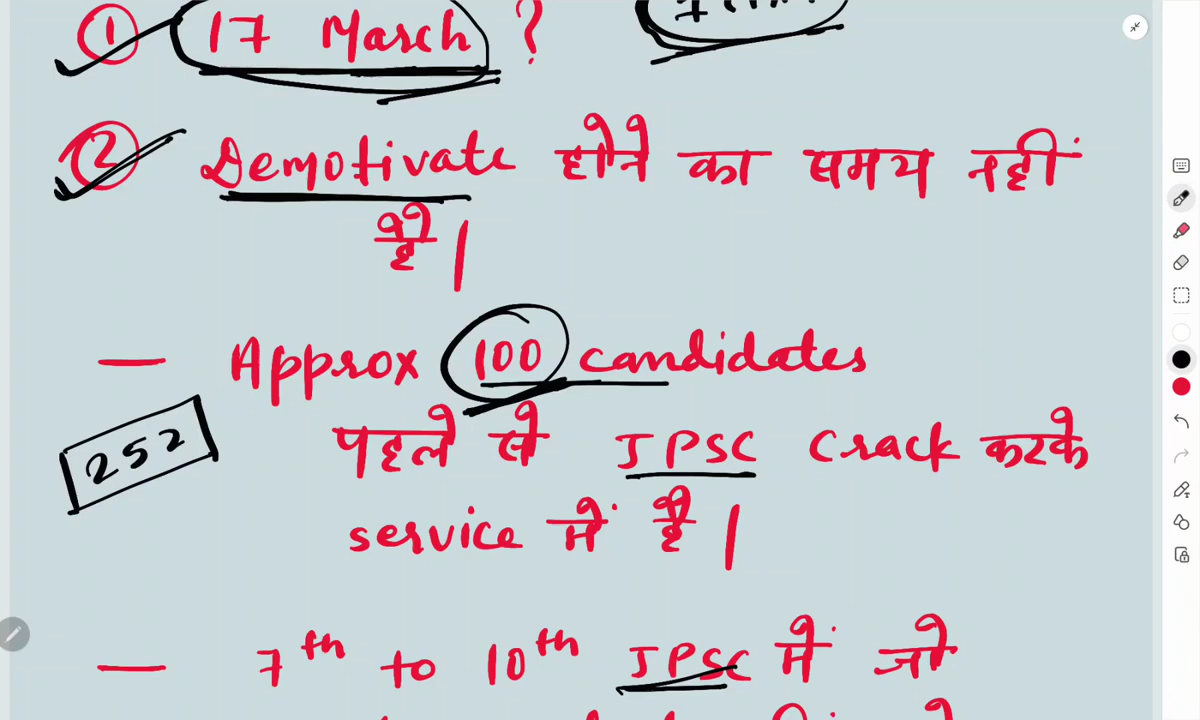 ① 17 March ?
② Demotivate होने का समय नहीं
है|
— Approx 100 candidates
पहले से JPSC Crack करके
252
service में है|
— 7th to 10th JPSC में जो